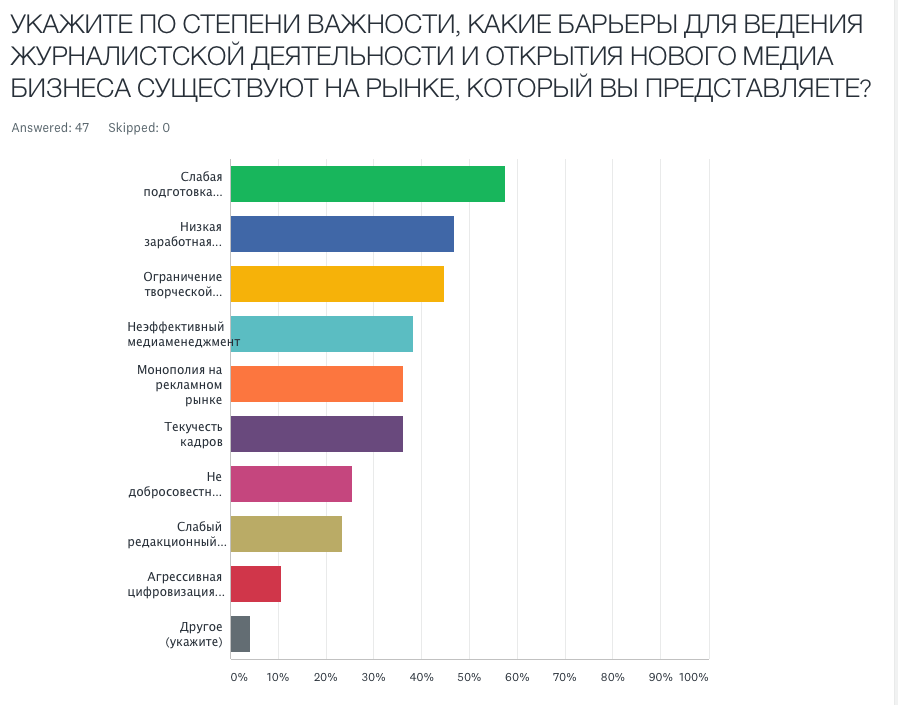 УКАЖИТЕ ПО СТЕПЕНИ ВАЖНОСТИ, КАКИЕ БАРЬЕРЫ ДЛЯ ВЕДЕНИЯ
ЖУРНАЛИСТСКОЙ ДЕЯТЕЛЬНОСТИ И ОТКРЫТИЯ НОВОГО МЕДИА
БИЗНЕСА СУЩЕСТВУЮТ НА РЫНКЕ, КОТОРЫЙ ВЫ ПРЕДСТАВЛЯЕТЕ?
Answered: 47 Skipped: 0
Слабая
подготовка...
Низкая
заработная...
Ограничение
творческой...
Неэффективный
медиаменеджмент
Монополия на
рекламном
рынке
Текучесть
кадров
Не
добросовестн...
Слабый
редакционный...
Агрессивная
цифровизация...
Другое
(укажите)
0% 10% 20% 30% 40% 50% 60% 70% 80% 90% 100%